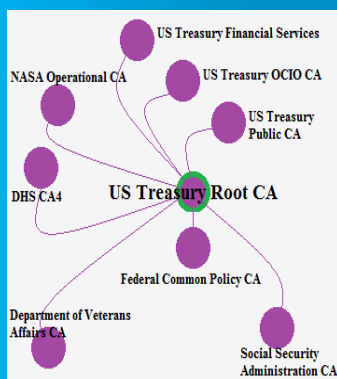 US Treasury Financial Services
NASA Operational CA
US Treasury OCIO CA
US Treasury
Public CA
DHS CA4
US Treasury Root CA
Federal Common Policy CA
Department of Veterans
Affairs CA
Social Security
Administration CA